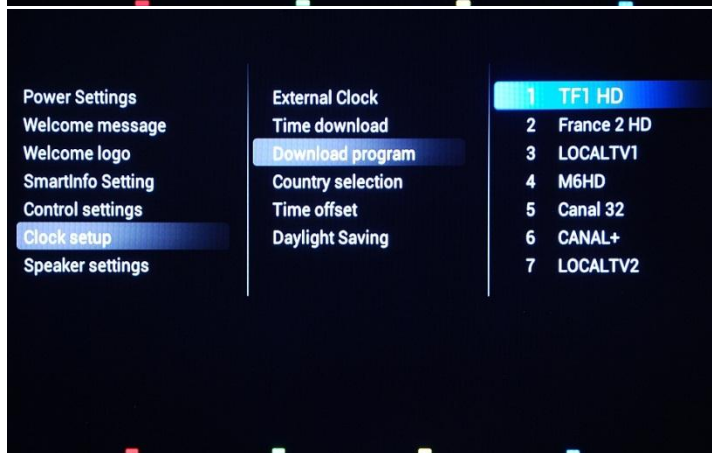 Power Settings
Welcome message
Welcome logo
SmartInfo Setting
Control settings
Clock setup
Speaker settings
External Clock
Time download
Download program
Country selection
Time offset
Daylight Saving
1 TF1 HD
2 France 2 HD
3 LOCALTV1
4 M6HD
5 Canal 32
6 CANAL+
7 LOCALTV2